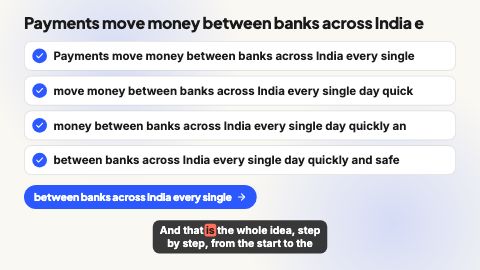 Payments move money between banks across India e
Payments move money between banks across India every single
move money between banks across India every single day quick
money between banks across India every single day quickly an
between banks across India every single day quickly and safe
between banks across India every single →
And that is the whole idea, step
by step, from the start to the